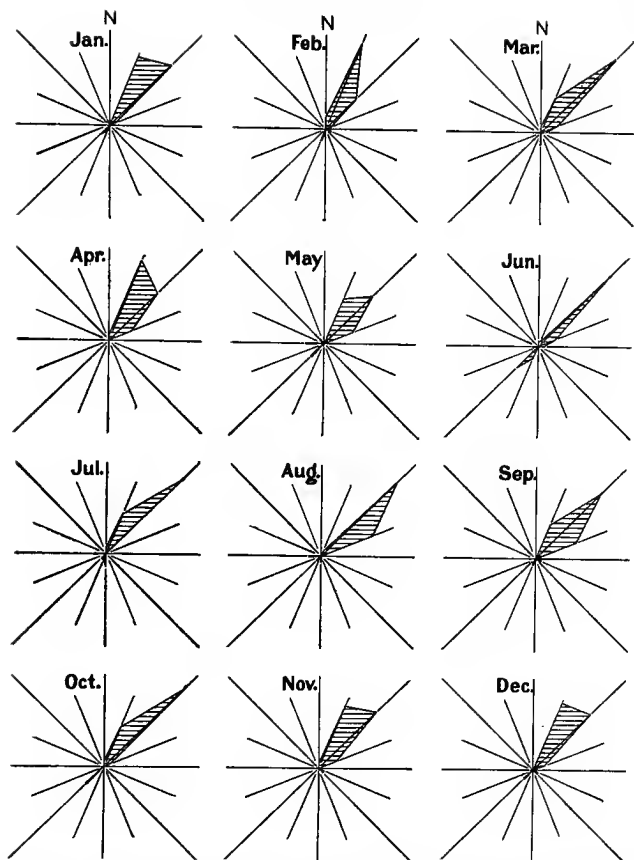 N N N
Jan. Feb. Mar.
Apr. May Jun.
Jul. Aug. Sep.
Oct. Nov. Dec.